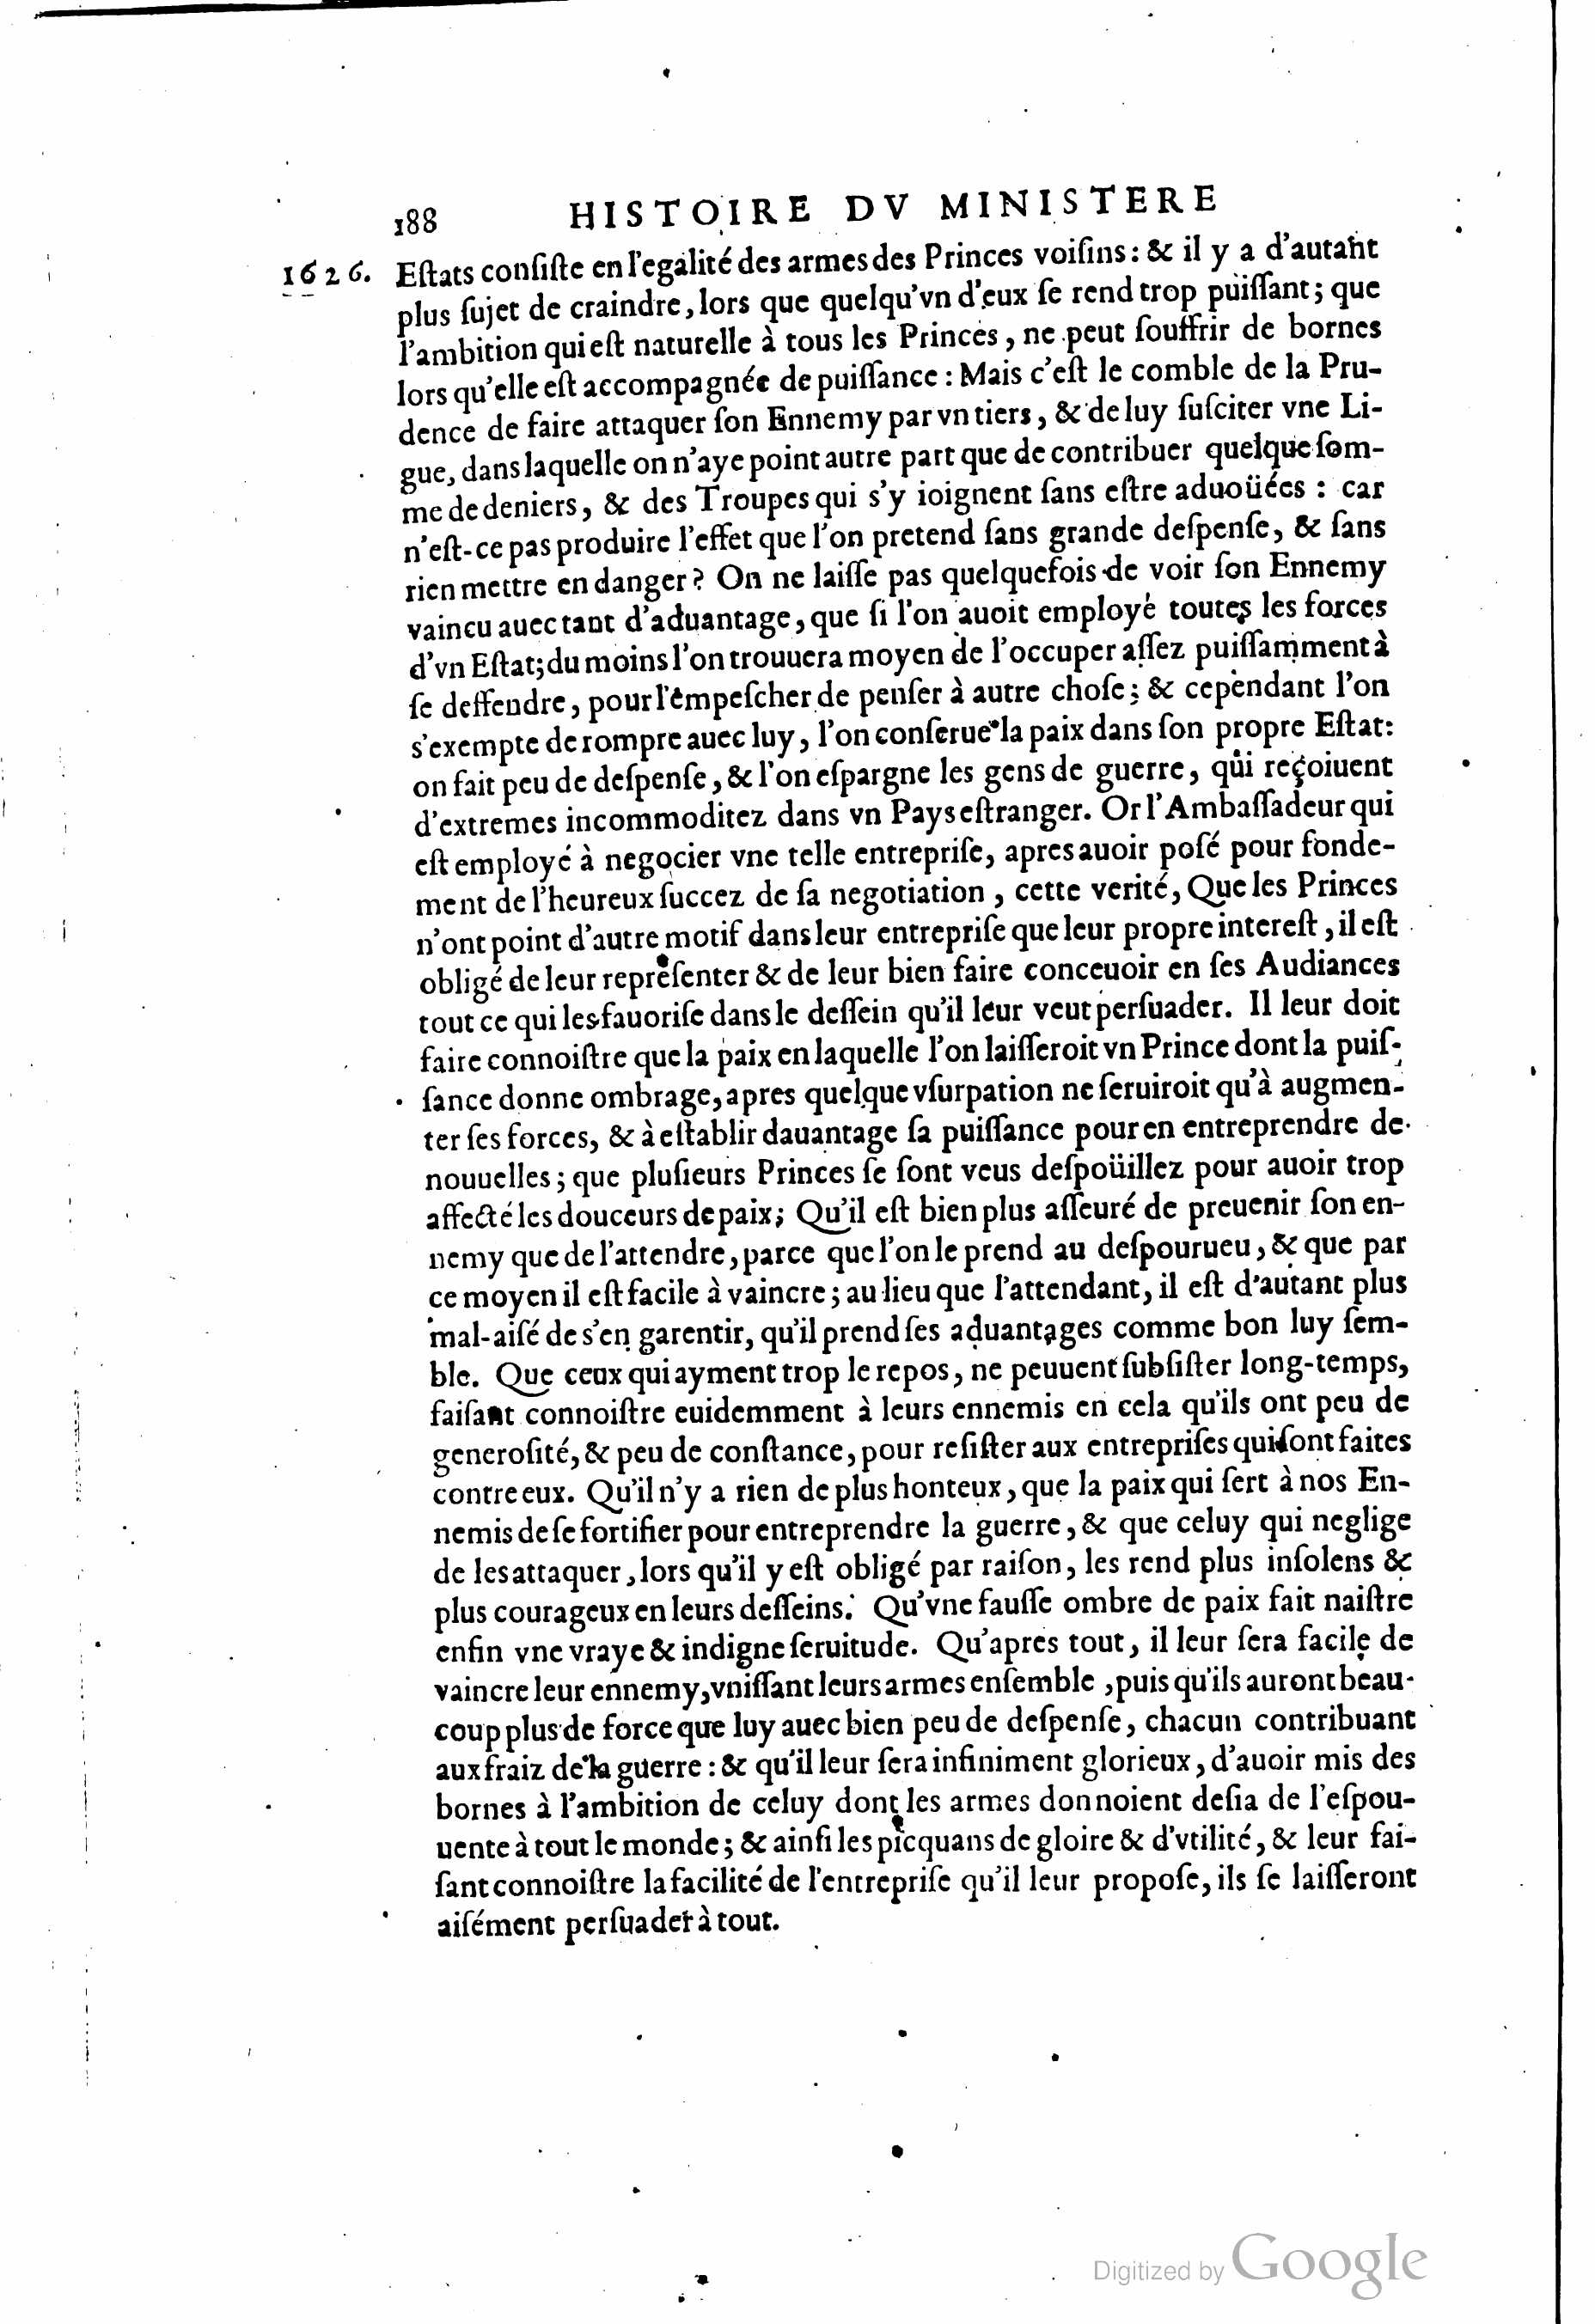 188 HISTOIRE DV MINISTERE
1626. Eſtats conſiſte en l'egalité des armes des Princes voiſins : & il y a d'autant
plus ſujet de craindre, lors que quelqu'vn d'eux ſe rend trop puiſſant ; que
l'ambition qui eſt naturelle à tous les Princes, ne peut ſouffrir de bornes
lors qu'elle eſt accompagnée de puiſſance : Mais c'eſt le comble de la Pru-
dence de faire attaquer ſon Ennemy par vn tiers, & de luy ſuſciter vne Li-
gue, dans laquelle on n'aye point autre part que de contribuer quelque ſom-
me de deniers, & des Troupes qui s'y ioignent ſans eſtre aduoüées : car
n'eſt-ce pas produire l'effet que l'on pretend ſans grande deſpenſe, & ſans
rien mettre en danger ? On ne laiſſe pas quelquefois de voir ſon Ennemy
vaincu auec tant d'aduantage, que ſi l'on auoit employé toutes les forces
d'vn Eſtat; du moins l'on trouuera moyen de l'occuper aſſez puiſſamment à
ſe deffendre, pour l'empeſcher de penſer à autre choſe ; & cependant l'on
s'exempte de rompre auec luy, l'on conſerue la paix dans ſon propre Eſtat:
on fait peu de deſpenſe, & l'on eſpargne les gens de guerre, qui reçoiuent
d'extremes incommoditez dans vn Pays eſtranger. Or l'Ambaſſadeur qui
eſt employé à negocier vne telle entrepriſe, apres auoir poſé pour fonde-
ment de l'heureux ſuccez de ſa negotiation, cette verité, Que les Princes
n'ont point d'autre motif dans leur entrepriſe que leur propre intereſt, il eſt
obligé de leur repreſenter & de leur bien faire conceuoir en ſes Audiances
tout ce qui les fauoriſe dans le deſſein qu'il leur veut perſuader. Il leur doit
faire connoiſtre que la paix en laquelle l'on laiſſeroit vn Prince dont la puiſ-
ſance donne ombrage, apres quelque vſurpation ne ſeruiroit qu'à augmen-
ter ſes forces, & à eſtablir dauantage ſa puiſſance pour en entreprendre de
nouuelles ; que pluſieurs Princes ſe ſont veus deſpoüillez pour auoir trop
affecté les douceurs de paix; Qu'il eſt bien plus aſſeuré de preuenir ſon en-
nemy que de l'attendre, parce que l'on le prend au deſpourueu, & que par
ce moyen il eſt facile à vaincre ; au lieu que l'attendant, il eſt d'autant plus
mal-aiſé de s'en garentir, qu'il prend ſes aduantages comme bon luy ſem-
ble. Que ceux qui ayment trop le repos, ne peuuent ſubſiſter long-temps,
faiſant connoiſtre euidemment à leurs ennemis en cela qu'ils ont peu de
generoſité, & peu de conſtance, pour reſiſter aux entrepriſes qui ſont faites
contre eux. Qu'il n'y a rien de plus honteux, que la paix qui ſert à nos En-
nemis de ſe fortifier pour entreprendre la guerre, & que celuy qui neglige
de les attaquer, lors qu'il y eſt obligé par raiſon, les rend plus inſolens &
plus courageux en leurs deſſeins. Qu'vne fauſſe ombre de paix fait naiſtre
enfin vne vraye & indigne ſeruitude. Qu'apres tout, il leur ſera facile de
vaincre leur ennemy, vniſſant leurs armes enſemble, puis qu'ils auront beau-
coup plus de force que luy auec bien peu de deſpenſe, chacun contribuant
aux fraiz de la guerre : & qu'il leur ſera infiniment glorieux, d'auoir mis des
bornes à l'ambition de celuy dont les armes donnoient deſia de l'eſpou-
uente à tout le monde ; & ainſi les picquans de gloire & d'vtilité, & leur fai-
ſant connoiſtre la facilité de l'entrepriſe qu'il leur propoſe, ils ſe laiſſeront
aiſément perſuader à tout.
Digitized by Google